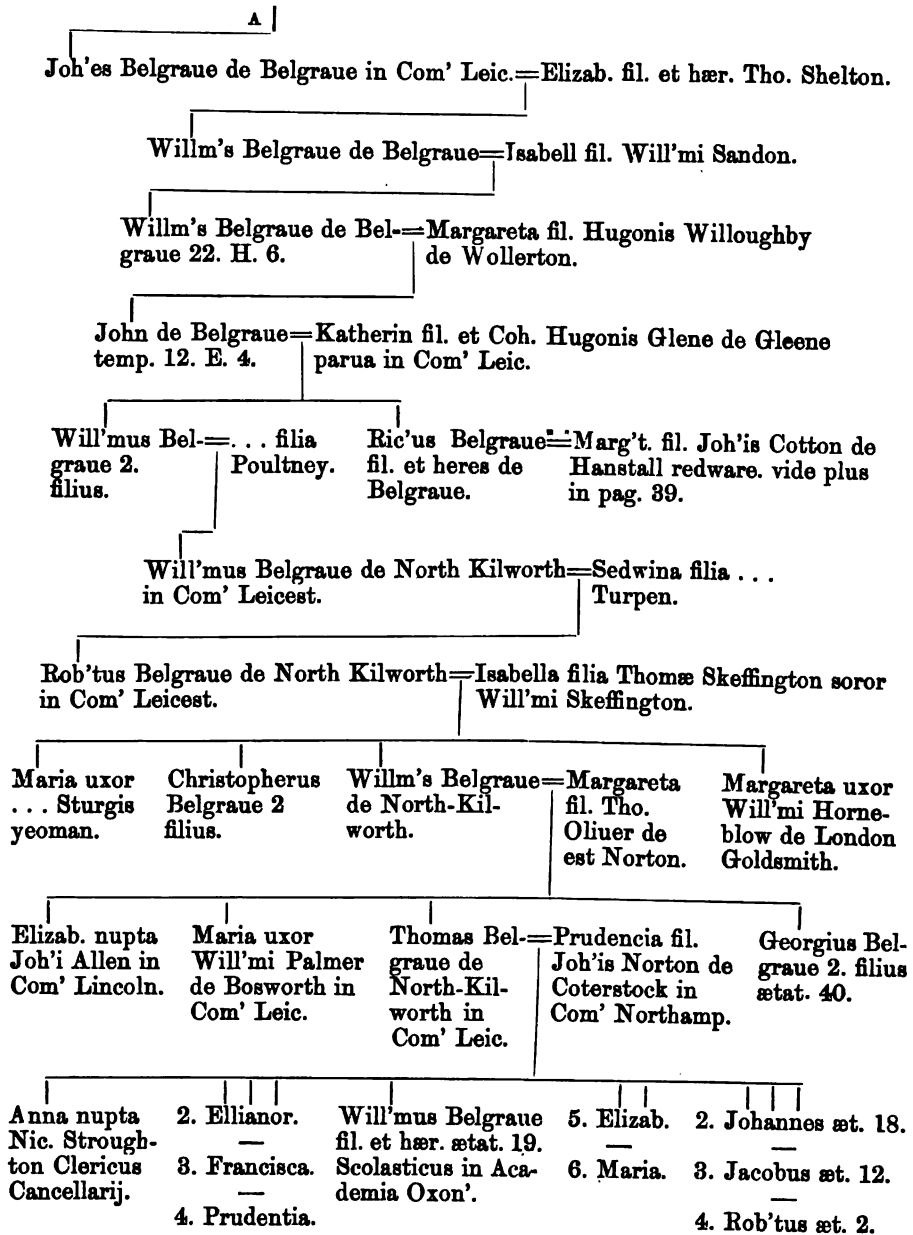 A
Joh'es Belgraue de Belgraue in Com' Leic.=Elizab. fil. et hær. Tho. Shelton.
Willm's Belgraue de Belgraue=Isabell fil. Will'mi Sandon.
Willm's Belgraue de Bel-=Margareta fil. Hugonis Willoughby
graue 22. H. 6. de Wollerton.
John de Belgraue=Katherin fil. et Coh. Hugonis Glene de Gleene
temp. 12. E. 4. parua in Com' Leic.
Will'mus Bel-=. . . filia
graue 2. Poultney.
filius.
Ric'us Belgraue=Marg't. fil. Joh'is Cotton de
fil. et heres de Hanstall redware. vide plus
Belgraue. in pag. 39.
Will'mus Belgraue de North Kilworth=Sedwina filia . . .
in Com' Leicest. Turpen.
Rob'tus Belgraue de North Kilworth=Isabella filia Thomæ Skeffington soror
in Com' Leicest. Will'mi Skeffington.
Maria uxor
. . . Sturgis
yeoman.
Christopherus
Belgraue 2
filius.
Willm's Belgraue=Margareta
de North-Kil- fil. Tho.
worth. Oliuer de
est Norton.
Margareta uxor
Will'mi Horne-
blow de London
Goldsmith.
Elizab. nupta
Joh'i Allen in
Com' Lincoln.
Maria uxor
Will'mi Palmer
de Bosworth in
Com' Leic.
Thomas Bel-=Prudencia fil.
graue de Joh'is Norton de
North-Kil- Coterstock in
worth in Com' Northamp.
Com' Leic.
Georgius Bel-
graue 2. filius
ætat. 40.
Anna nupta
Nic. Strough-
ton Clericus
Cancellarij.
2. Ellianor.
—
3. Francisca.
—
4. Prudentia.
Will'mus Belgraue
fil. et hær. ætat. 19.
Scolasticus in Aca-
demia Oxon'.
5. Elizab.
—
6. Maria.
2. Johannes æt. 18.
—
3. Jacobus æt. 12.
—
4. Rob'tus æt. 2.